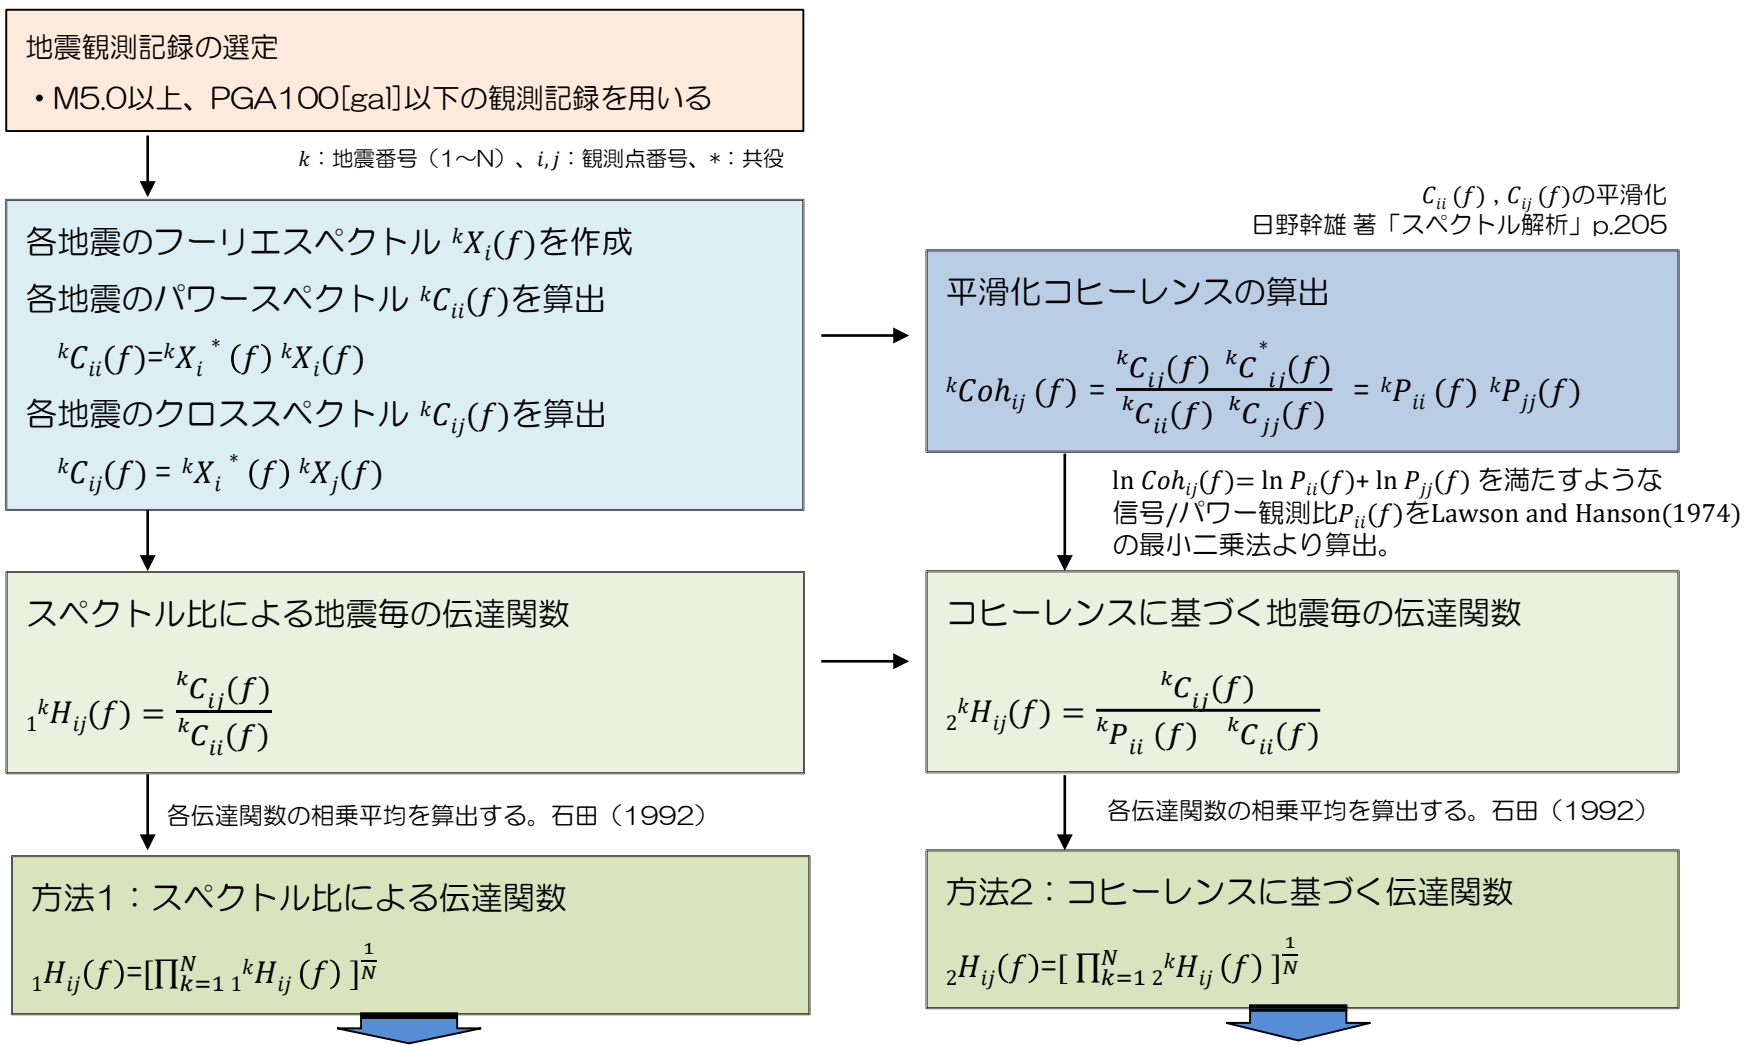 地震観測記録の選定
・M5.0以上、PGA100[gal]以下の観測記録を用いる
k：地震番号（1～N）、i,j：観測点番号、*：共役
各地震のフーリエスペクトル ᵏXᵢ(f)を作成
各地震のパワースペクトル ᵏCᵢᵢ(f)を算出
ᵏCᵢᵢ(f)=ᵏXᵢ*(f) ᵏXᵢ(f)
各地震のクロススペクトル ᵏCᵢⱼ(f)を算出
ᵏCᵢⱼ(f) = ᵏXᵢ*(f) ᵏXⱼ(f)
Cᵢᵢ(f) , Cᵢⱼ(f)の平滑化
日野幹雄 著「スペクトル解析」p.205
平滑化コヒーレンスの算出
ᵏCohᵢⱼ(f) = (ᵏCᵢⱼ(f) ᵏC*ᵢⱼ(f)) / (ᵏCᵢᵢ(f) ᵏCⱼⱼ(f)) = ᵏPᵢᵢ(f) ᵏPⱼⱼ(f)
ln Cohᵢⱼ(f)= ln Pᵢᵢ(f)+ ln Pⱼⱼ(f) を満たすような
信号/パワー観測比Pᵢᵢ(f)をLawson and Hanson(1974)
の最小二乗法より算出。
スペクトル比による地震毎の伝達関数
₁ᵏHᵢⱼ(f) = ᵏCᵢⱼ(f) / ᵏCᵢᵢ(f)
コヒーレンスに基づく地震毎の伝達関数
₂ᵏHᵢⱼ(f) = ᵏCᵢⱼ(f) / (ᵏPᵢᵢ(f) ᵏCᵢᵢ(f))
各伝達関数の相乗平均を算出する。石田（1992）
各伝達関数の相乗平均を算出する。石田（1992）
方法1：スペクトル比による伝達関数
₁Hᵢⱼ(f)=[∏_{k=1}^{N} ₁ᵏHᵢⱼ(f) ]^{1/N}
方法2：コヒーレンスに基づく伝達関数
₂Hᵢⱼ(f)=[ ∏_{k=1}^{N} ₂ᵏHᵢⱼ(f) ]^{1/N}